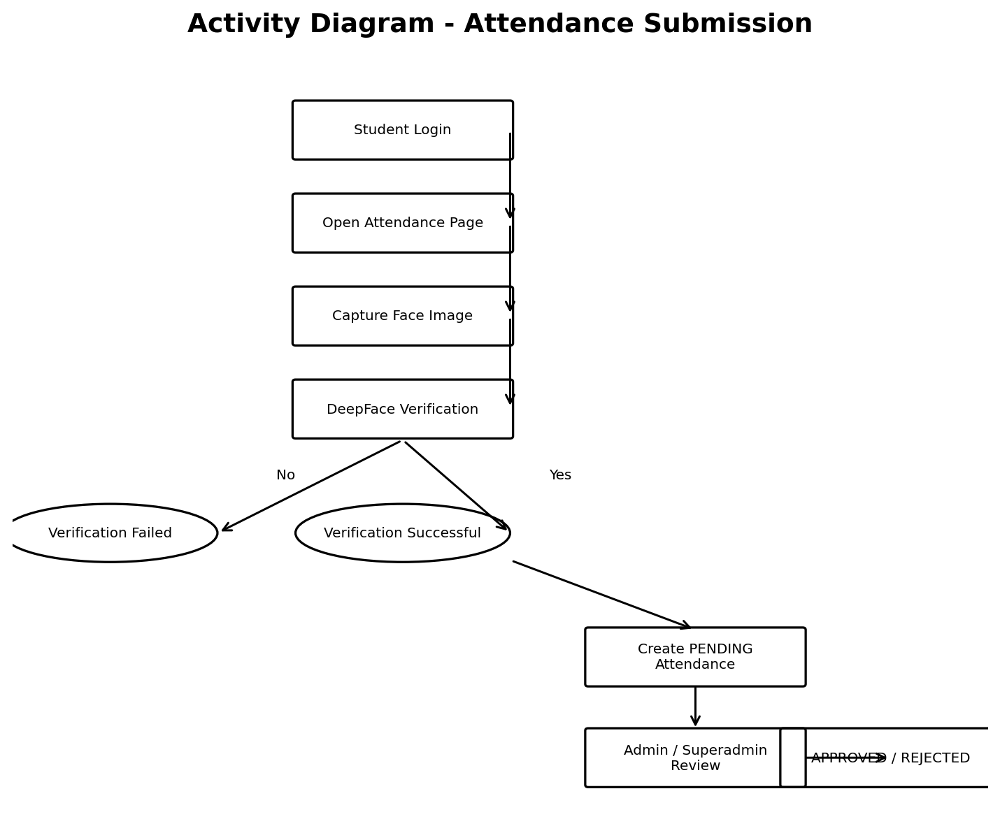 Activity Diagram - Attendance Submission
Student Login
Open Attendance Page
Capture Face Image
DeepFace Verification
No
Yes
Verification Failed
Verification Successful
Create PENDING
Attendance
Admin / Superadmin
Review
APPROVED / REJECTED